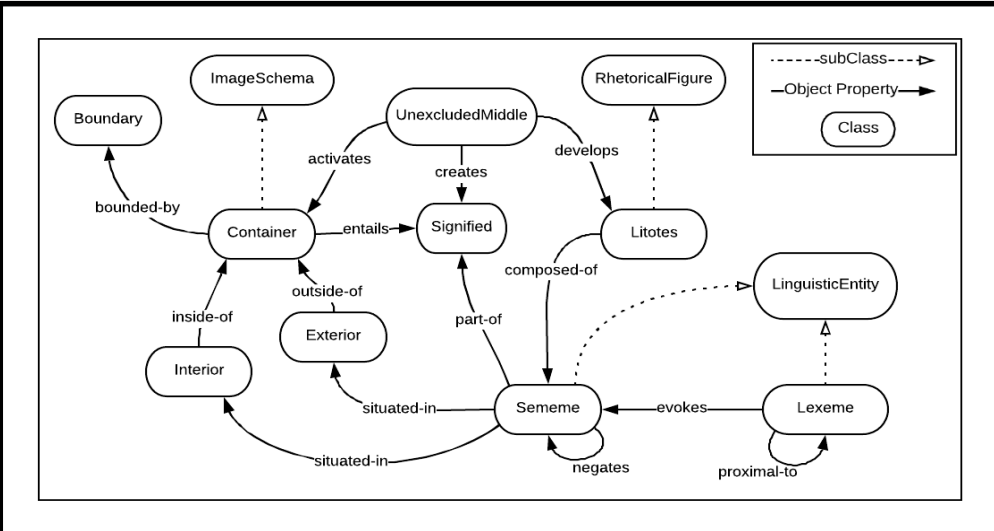 subClass
Object Property
Class
ImageSchema
RhetoricalFigure
Boundary
UnexcludedMiddle
activates
creates
develops
bounded-by
Container
entails
Signified
Litotes
composed-of
LinguisticEntity
outside-of
inside-of
part-of
Exterior
Interior
situated-in
Sememe
evokes
Lexeme
situated-in
negates
proximal-to